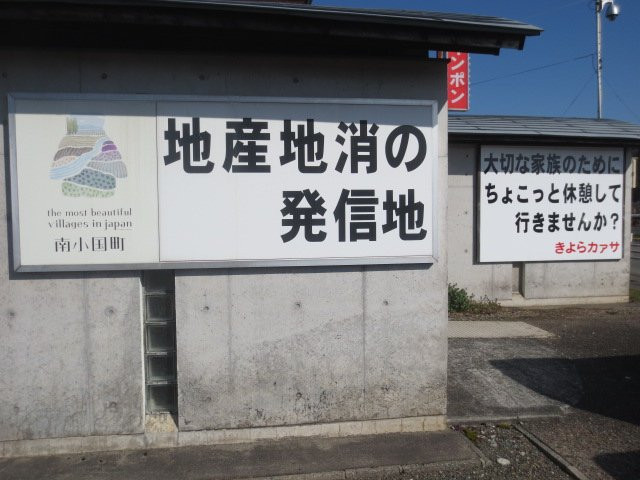 the most beautiful
villages in japan
南小国町
地産地消の
発信地
ンポン
大切な家族のために
ちょこっと休憩して
行きませんか?
きよらカァサ